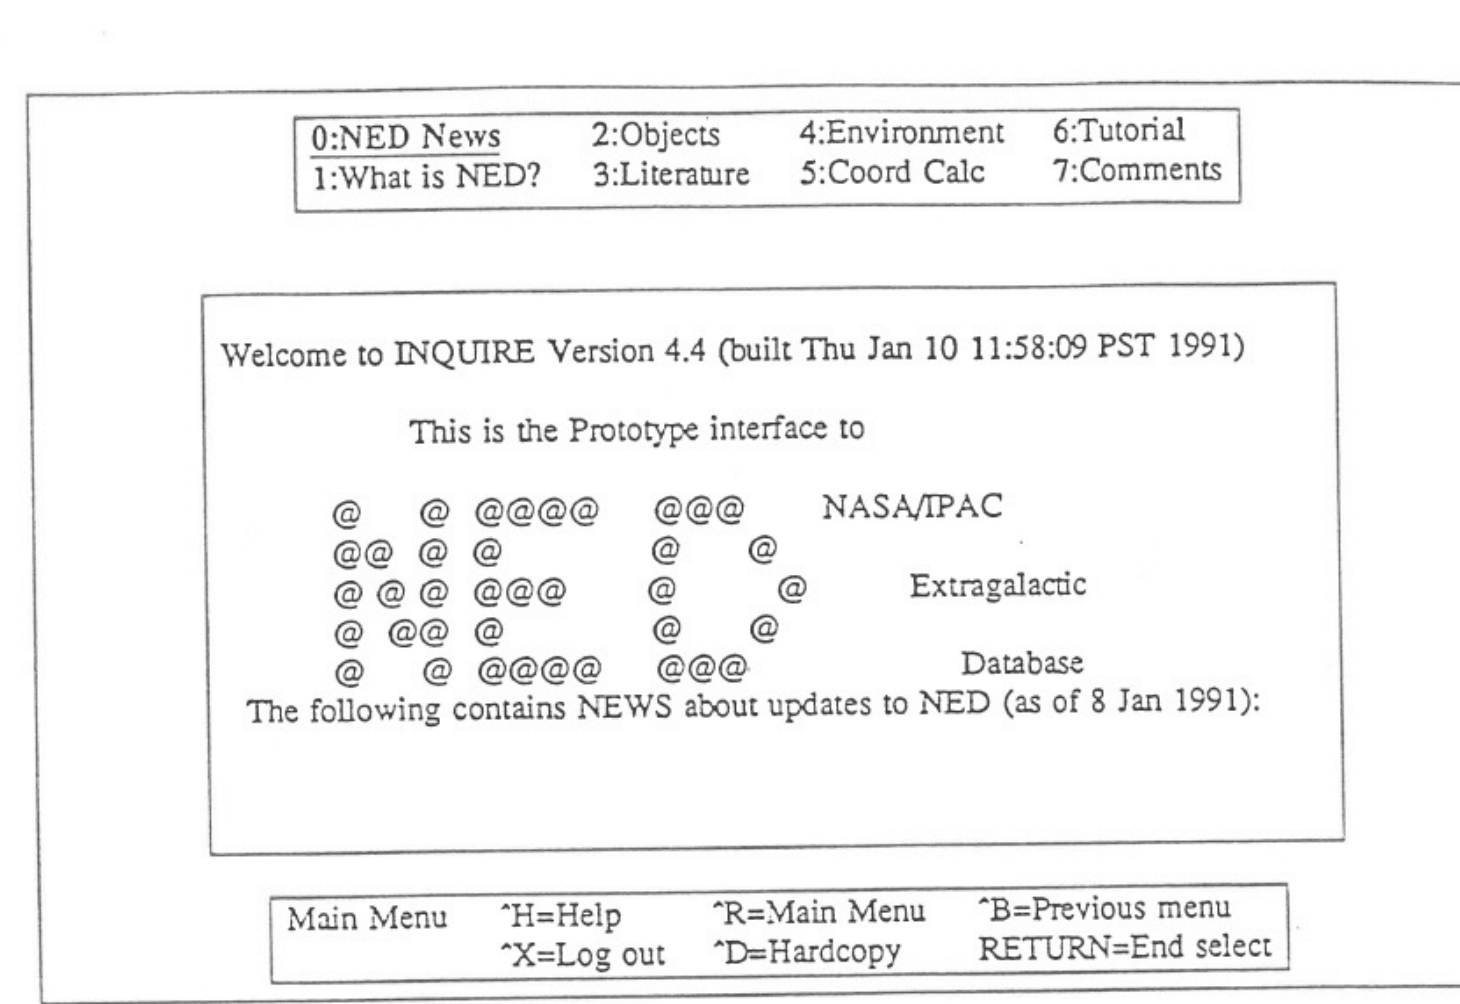 0:NED News 2:Objects 4:Environment 6:Tutorial
1:What is NED? 3:Literature 5:Coord Calc 7:Comments
Welcome to INQUIRE Version 4.4 (built Thu Jan 10 11:58:09 PST 1991)
This is the Prototype interface to
@ @ @@@@ @@@ NASA/IPAC
@@ @ @ @ @
@ @ @ @@@ @ @ Extragalactic
@ @@ @ @ @
@ @ @@@@ @@@ Database
The following contains NEWS about updates to NED (as of 8 Jan 1991):
Main Menu ^H=Help ^R=Main Menu ^B=Previous menu
^X=Log out ^D=Hardcopy RETURN=End select